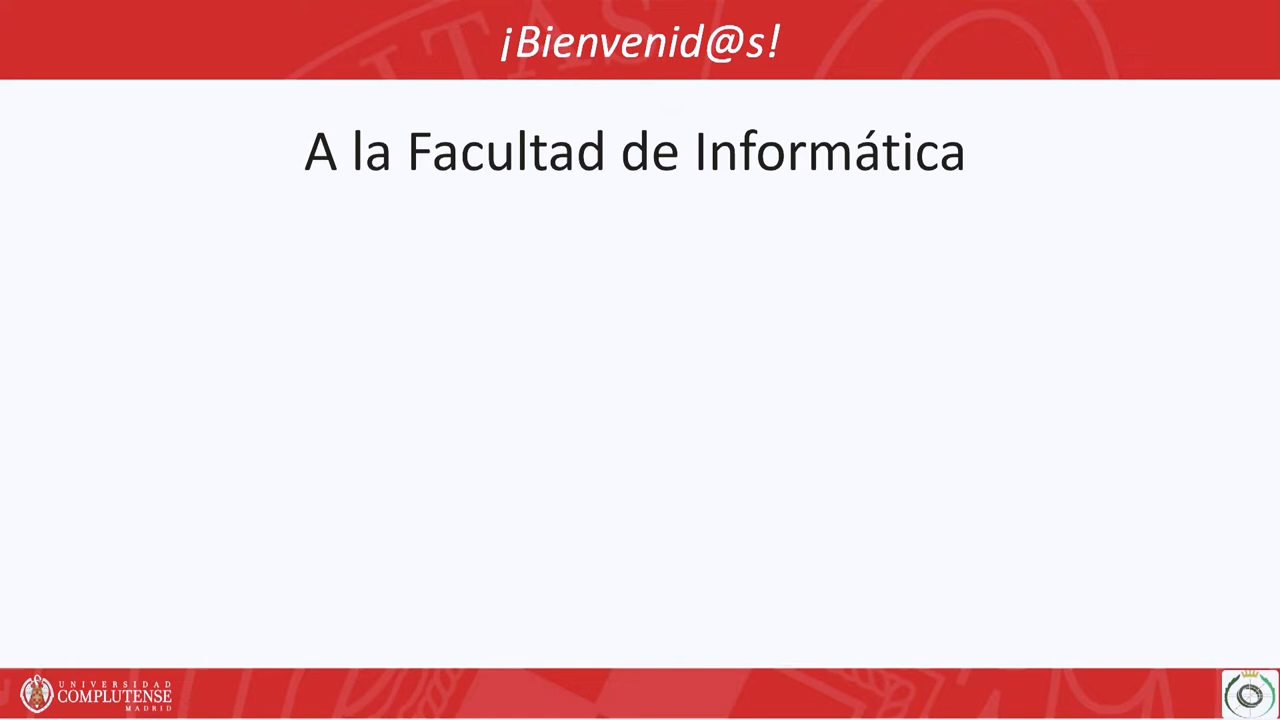 ¡Bienvenid@s!
A la Facultad de Informática
UNIVERSIDAD
COMPLUTENSE
MADRID